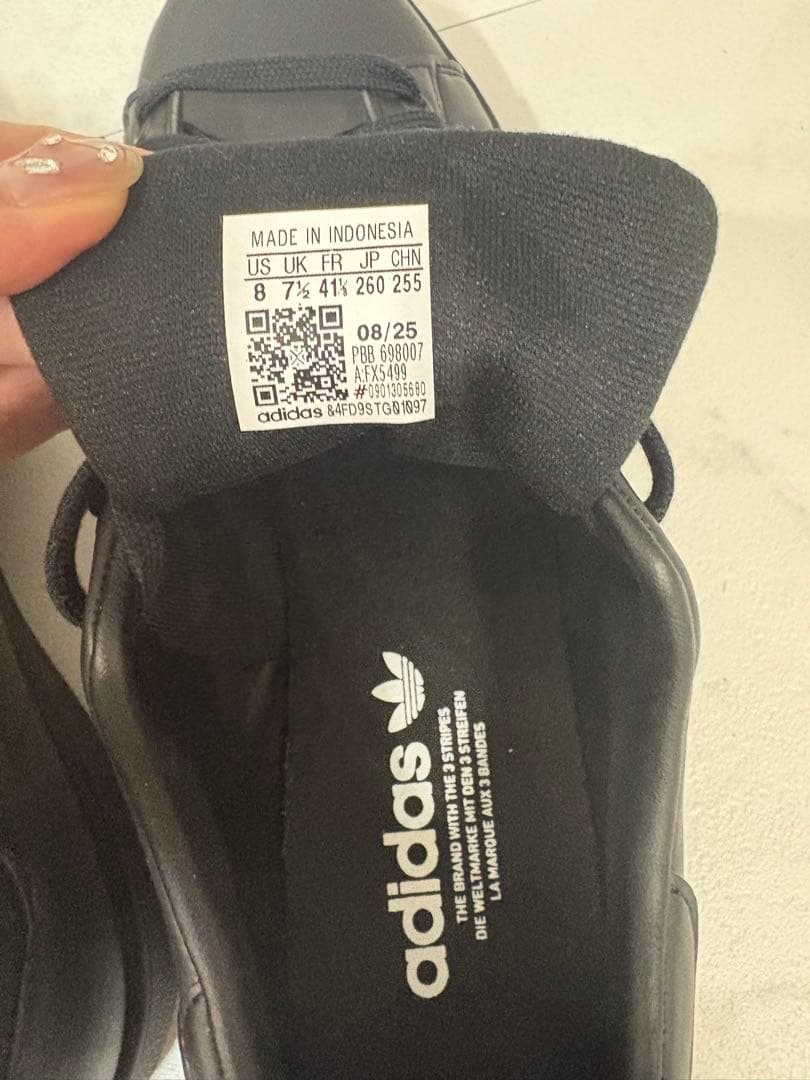 MADE IN INDONESIA
US UK FR JP CHN
8 7½ 41⅓ 260 255
08/25
PBB 698007
A:FX5499
#0901305680
adidas &4FD9STG01097
adidas
THE BRAND WITH THE 3 STRIPES
DIE WELTMARKE MIT DEN 3 STREIFEN
LA MARQUE AUX 3 BANDES